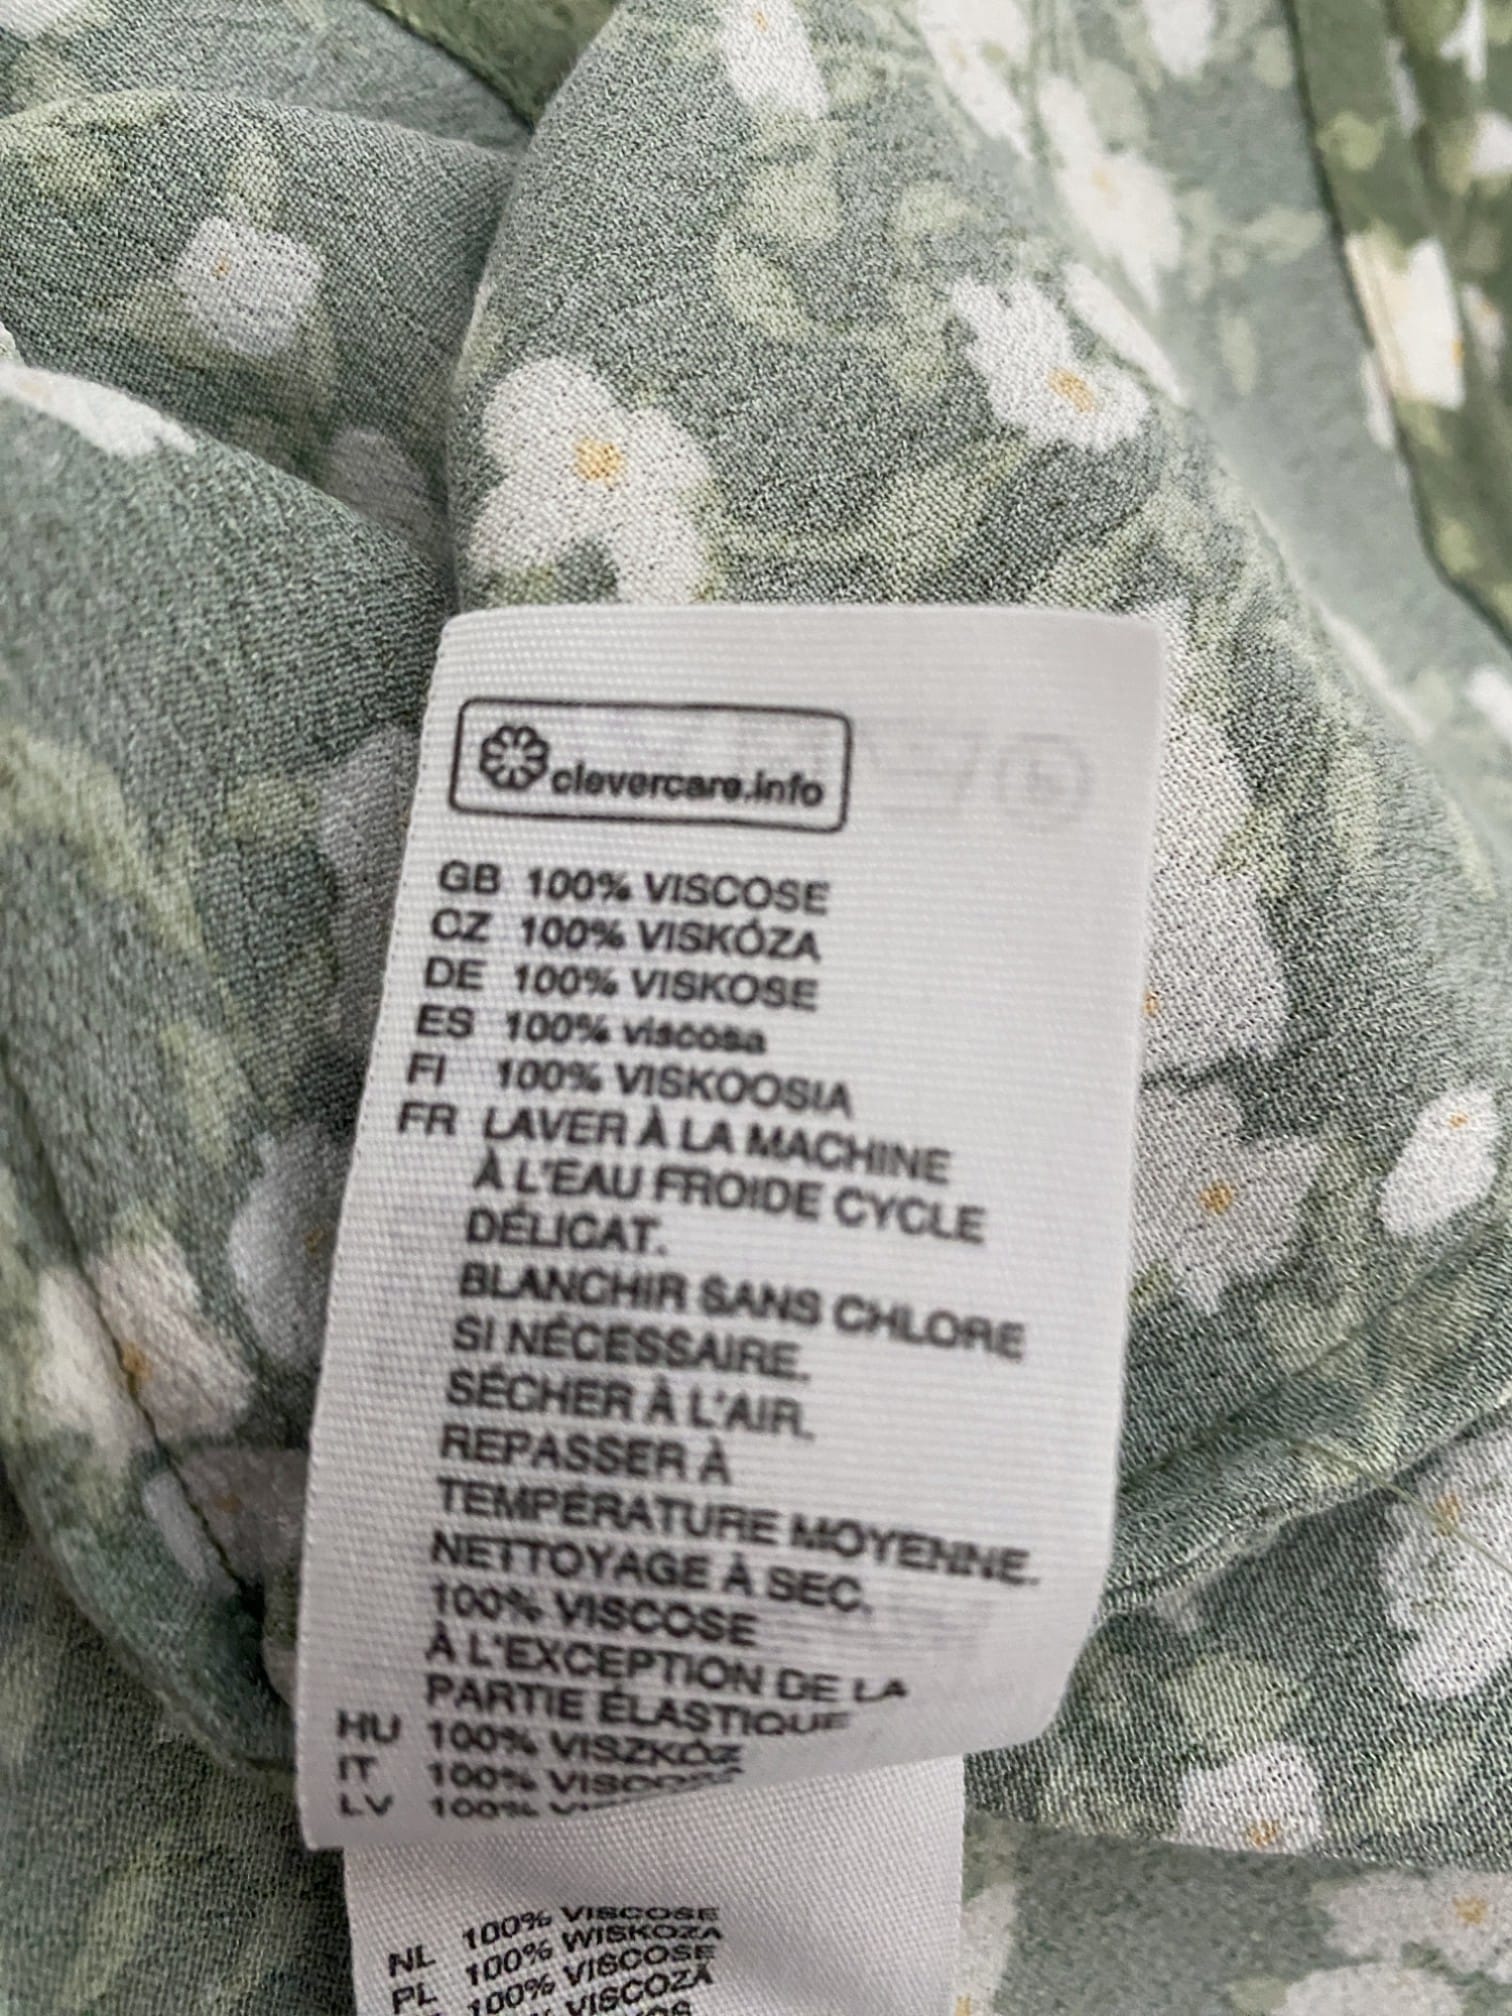 clevercare.info
GB 100% VISCOSE
CZ 100% VISKÓZA
DE 100% VISKOSE
ES 100% viscosa
FI 100% VISKOOSIA
FR LAVER À LA MACHINE
À L'EAU FROIDE CYCLE
DÉLICAT.
BLANCHIR SANS CHLORE
SI NÉCESSAIRE.
SÉCHER À L'AIR.
REPASSER À
TEMPÉRATURE MOYENNE.
NETTOYAGE À SEC.
100% VISCOSE
À L'EXCEPTION DE LA
PARTIE ÉLASTIQUE
HU 100% VISZKÓZ
IT 100%
LV 100%
NL 100% VISCOSE
PL 100% WISKOZA
100% VISCOSE
VISCOZĂ